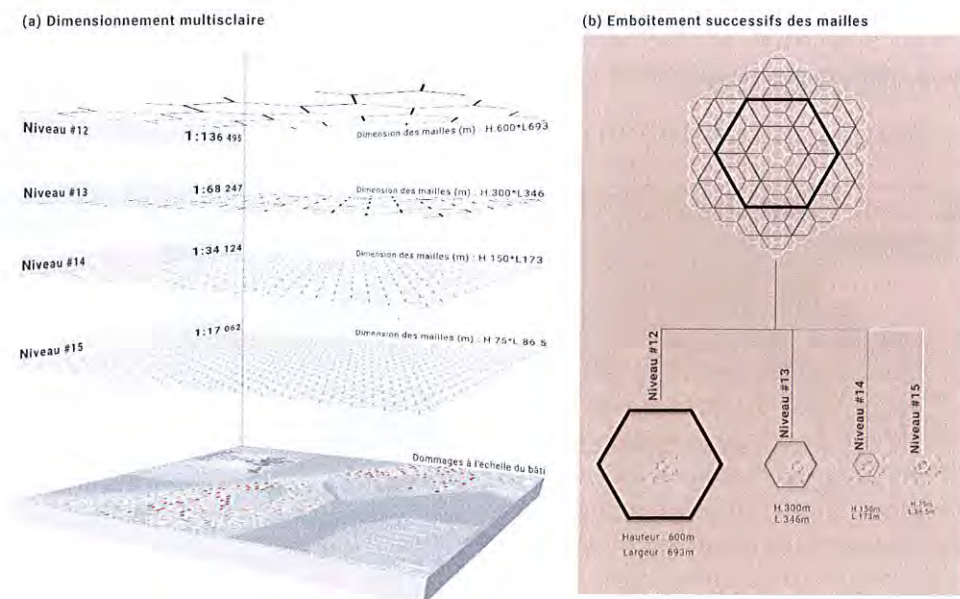 (a) Dimensionnement multisclaire
Niveau #12
1:136 495
Dimension des mailles (m) : H.600*L693
Niveau #13
1:68 247
Dimension des mailles (m) : H.300*L346
Niveau #14
1:34 124
Dimension des mailles (m) : H 150*L173
Niveau #15
1:17 062
Dimension des mailles (m) : H 75*L 86 5
Dommages à l'échelle du bâti
(b) Emboitement successifs des mailles
Niveau #12
Niveau #13
Niveau #14
Niveau #15
Hauteur : 600m
Largeur : 693m
H.300m
L.346m
H.150m
L.173m